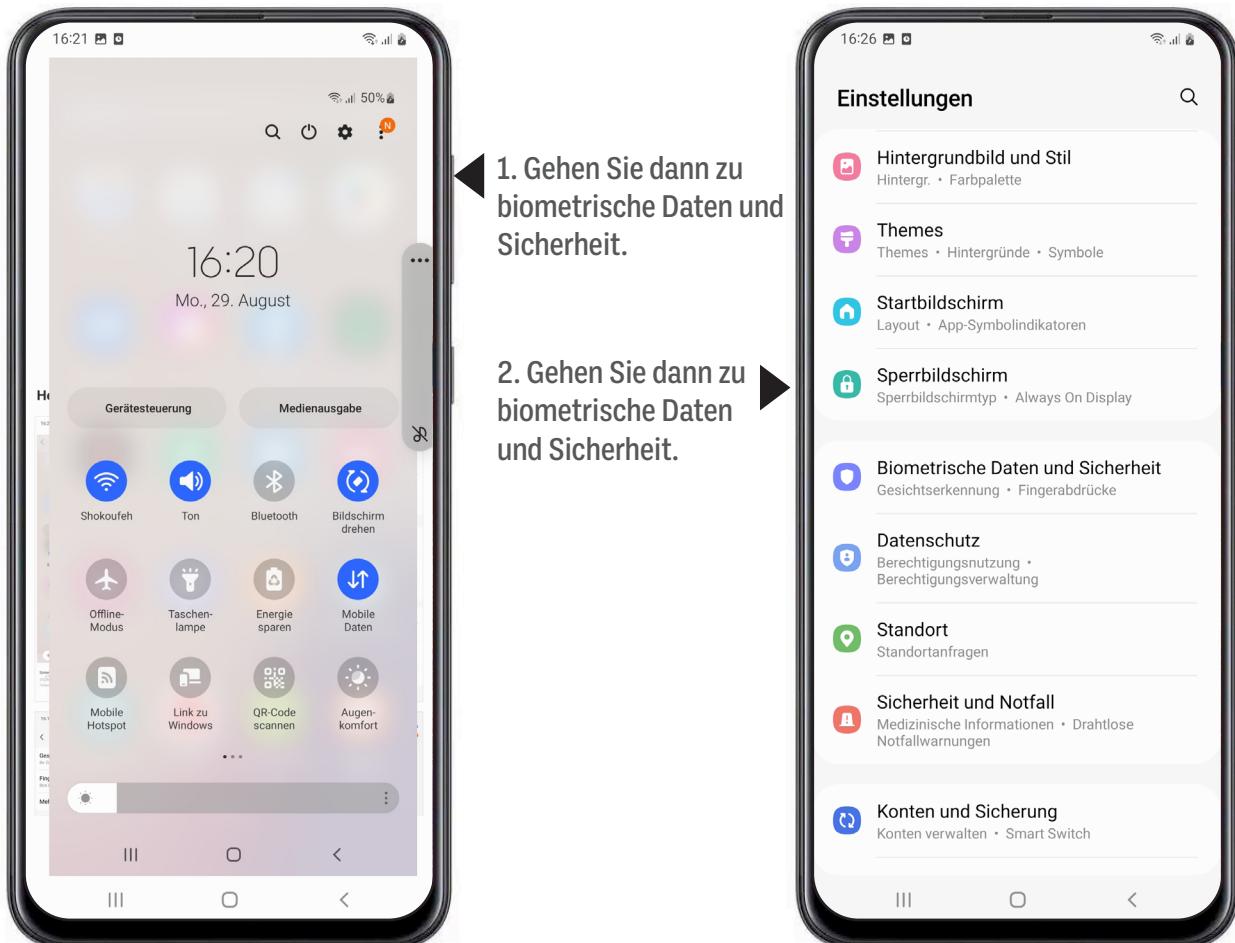 16:21
50%
N
16:20
Mo., 29. August
Gerätesteuerung
Medienausgabe
Shokoufeh
Ton
Bluetooth
Bildschirm
drehen
Offline-
Modus
Taschen-
lampe
Energie
sparen
Mobile
Daten
Mobile
Hotspot
Link zu
Windows
QR-Code
scannen
Augen-
komfort
1. Gehen Sie dann zu
biometrische Daten und
Sicherheit.
2. Gehen Sie dann zu
biometrische Daten
und Sicherheit.
16:26
Einstellungen
Hintergrundbild und Stil
Hintergr. • Farbpalette
Themes
Themes • Hintergründe • Symbole
Startbildschirm
Layout • App-Symbolindikatoren
Sperrbildschirm
Sperrbildschirmtyp • Always On Display
Biometrische Daten und Sicherheit
Gesichtserkennung • Fingerabdrücke
Datenschutz
Berechtigungsnutzung •
Berechtigungsverwaltung
Standort
Standortanfragen
Sicherheit und Notfall
Medizinische Informationen • Drahtlose
Notfallwarnungen
Konten und Sicherung
Konten verwalten • Smart Switch